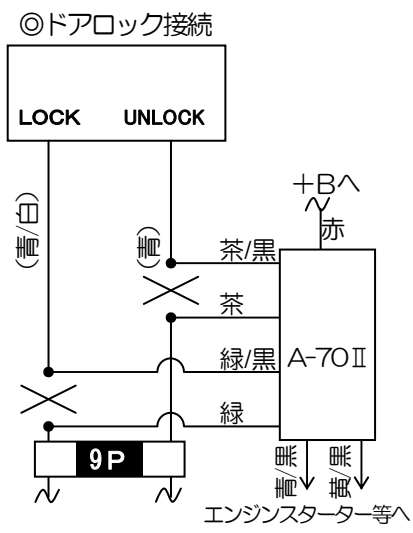 ◎ドアロック接続
LOCK UNLOCK
(青/白)
(青)
+Bへ
赤
茶/黒
茶
緑/黒
緑
A-70Ⅱ
9P
青/黒
黄/黒
エンジンスターター等へ